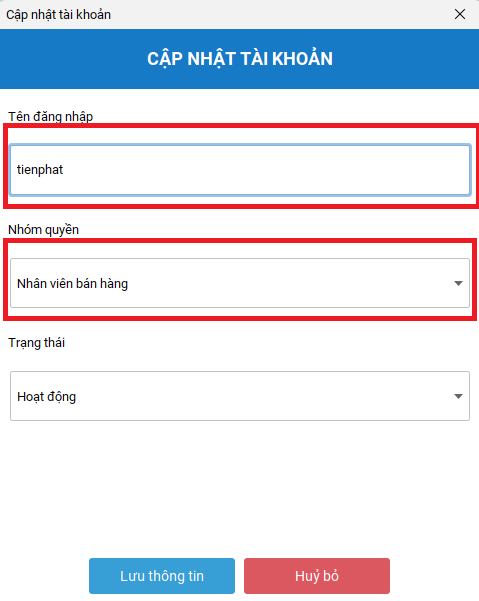 Cập nhật tài khoản
CẬP NHẬT TÀI KHOẢN
Tên đăng nhập
tienphat
Nhóm quyền
Nhân viên bán hàng
Trạng thái
Hoạt động
Lưu thông tin
Huỷ bỏ